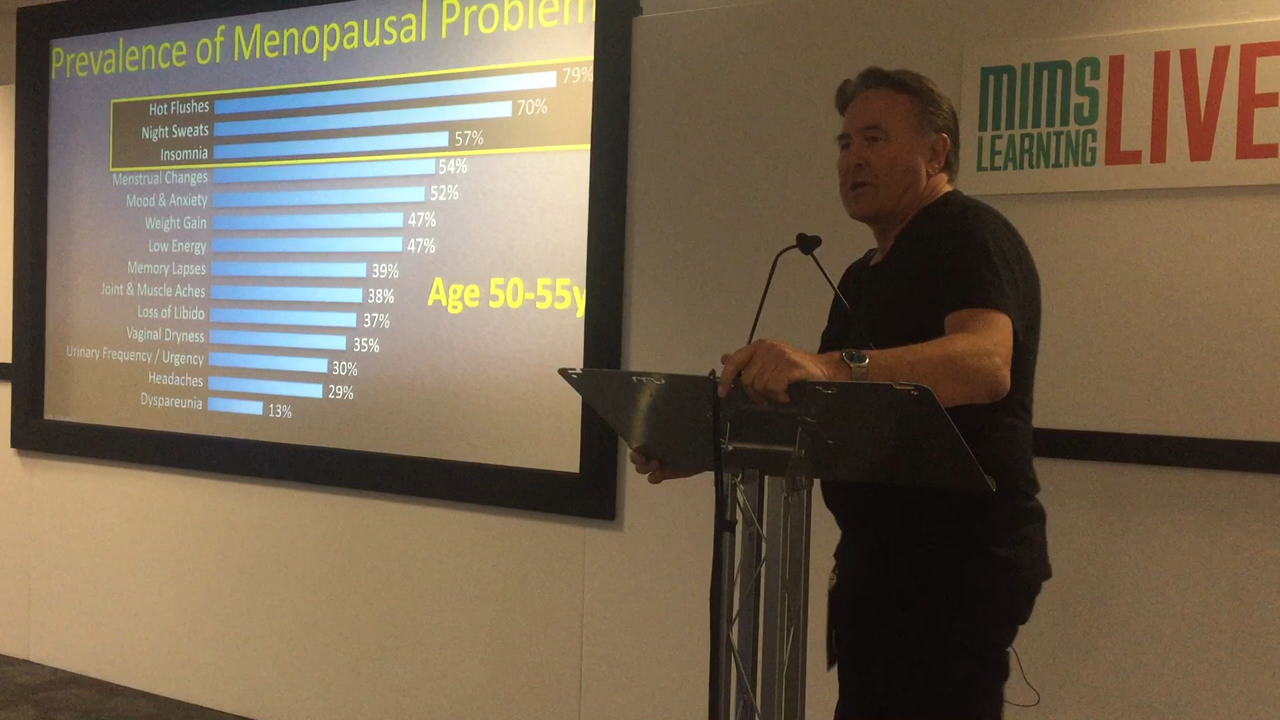 Prevalence of Menopausal Problem
Hot Flushes 79%
Night Sweats 70%
Insomnia 57%
Menstrual Changes 54%
Mood & Anxiety 52%
Weight Gain 47%
Low Energy 47%
Memory Lapses 39%
Joint & Muscle Aches 38%
Loss of Libido 37%
Vaginal Dryness 35%
Urinary Frequency / Urgency 30%
Headaches 29%
Dyspareunia 13%
Age 50-55y
MIMS
LEARNING
LIVE